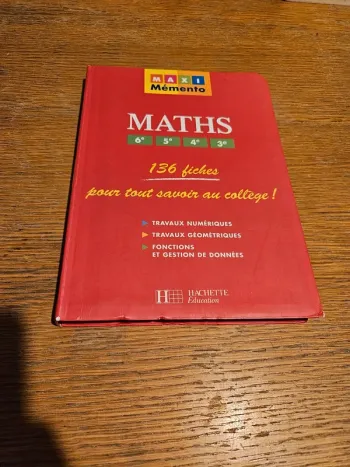 MAXI
Mémento
MATHS
6e 5e 4e 3e
136 fiches
pour tout savoir au collège !
TRAVAUX NUMÉRIQUES
TRAVAUX GÉOMÉTRIQUES
FONCTIONS
ET GESTION DE DONNÉES
H HACHETTE
Éducation